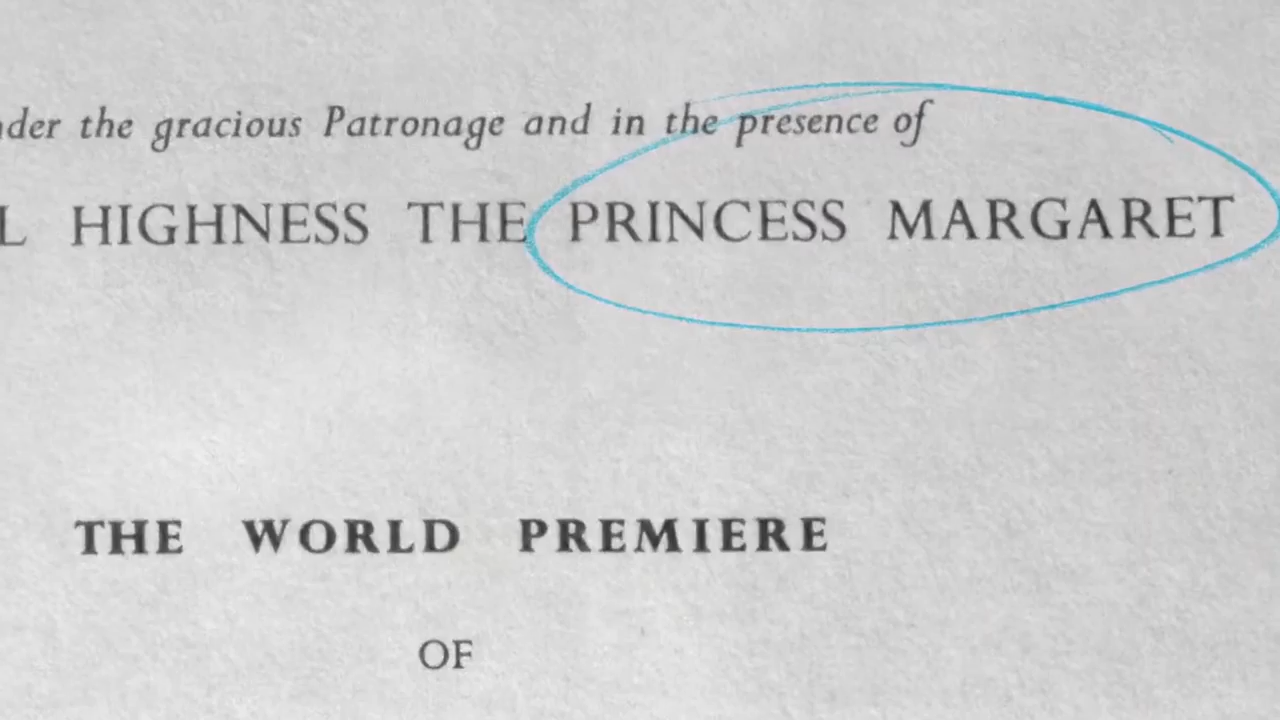 nder the gracious Patronage and in the presence of
L HIGHNESS THE PRINCESS MARGARET
THE WORLD PREMIERE
OF